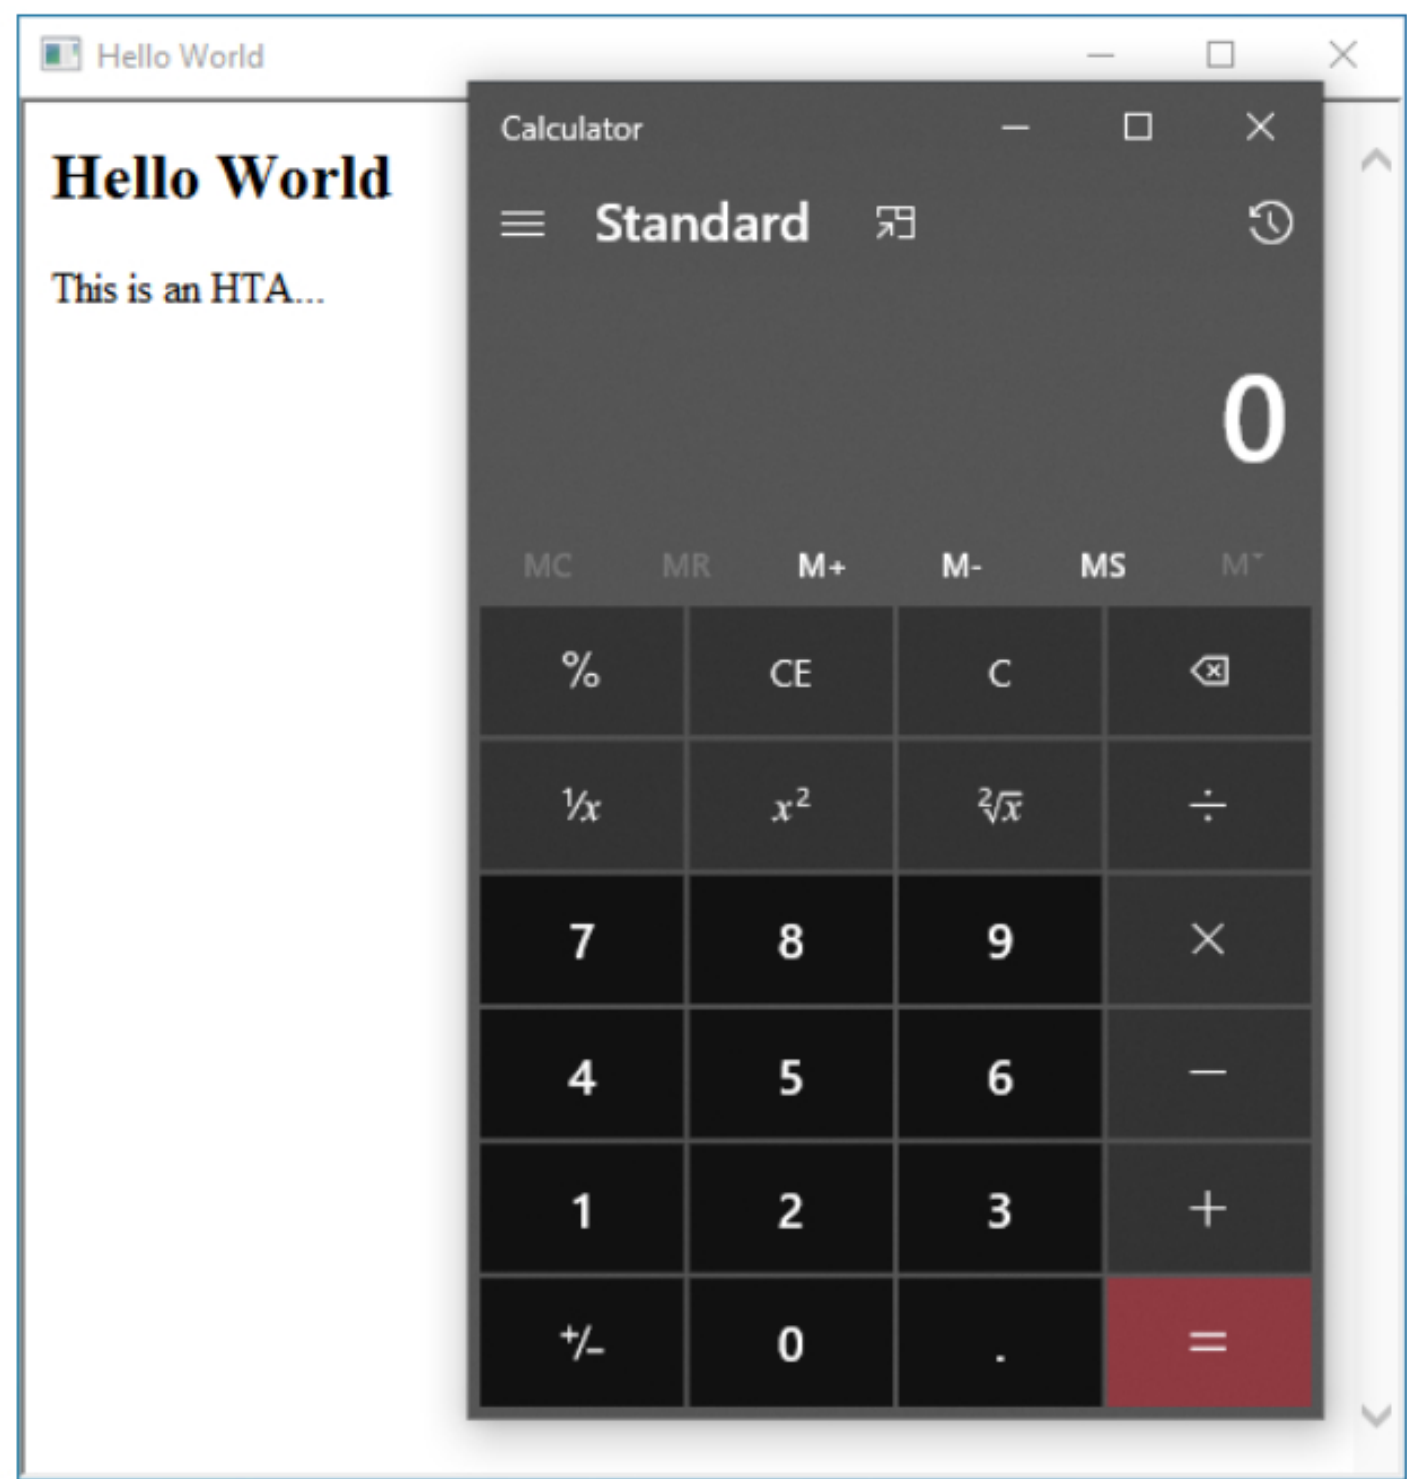 Hello World
Calculator
Hello World
Standard
This is an HTA...
0
MC MR M+ M- MS M˅
% CE C
⅟x x² ²√x ÷
7 8 9 ×
4 5 6 −
1 2 3 +
+/− 0 . =